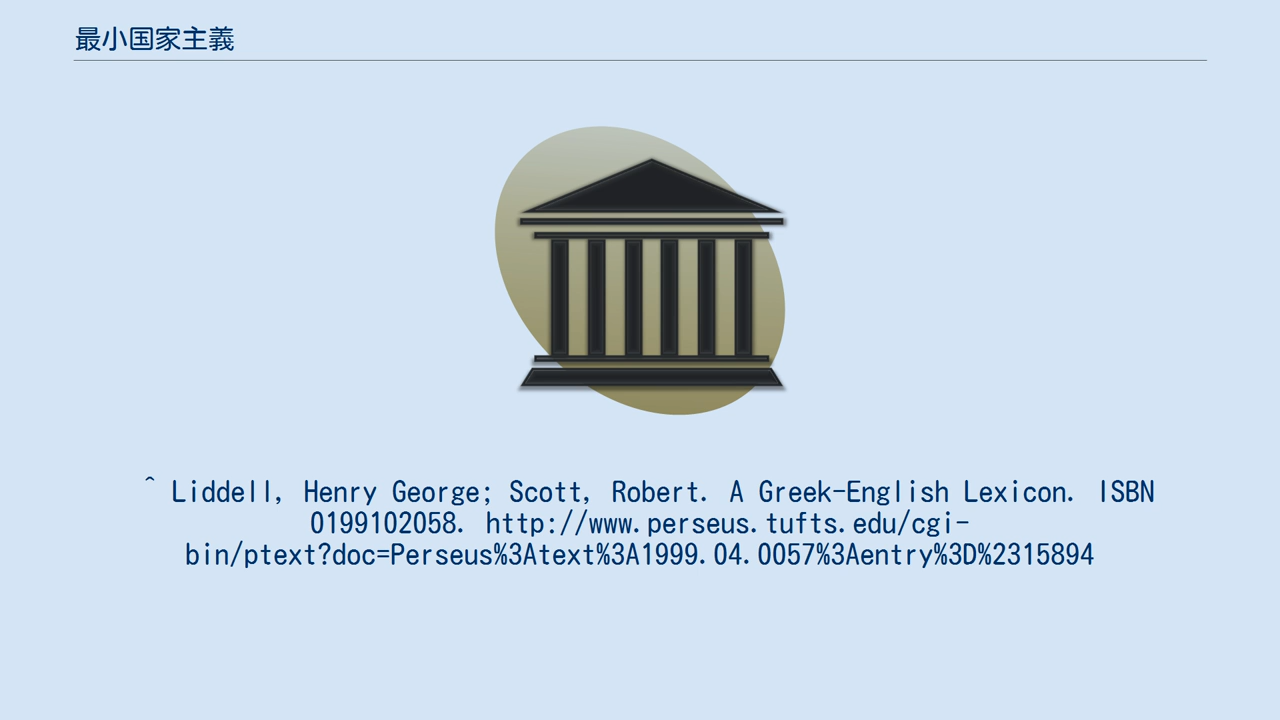 最小国家主義
^ Liddell, Henry George; Scott, Robert. A Greek-English Lexicon. ISBN
0199102058. http://www.perseus.tufts.edu/cgi-
bin/ptext?doc=Perseus%3Atext%3A1999.04.0057%3Aentry%3D%2315894